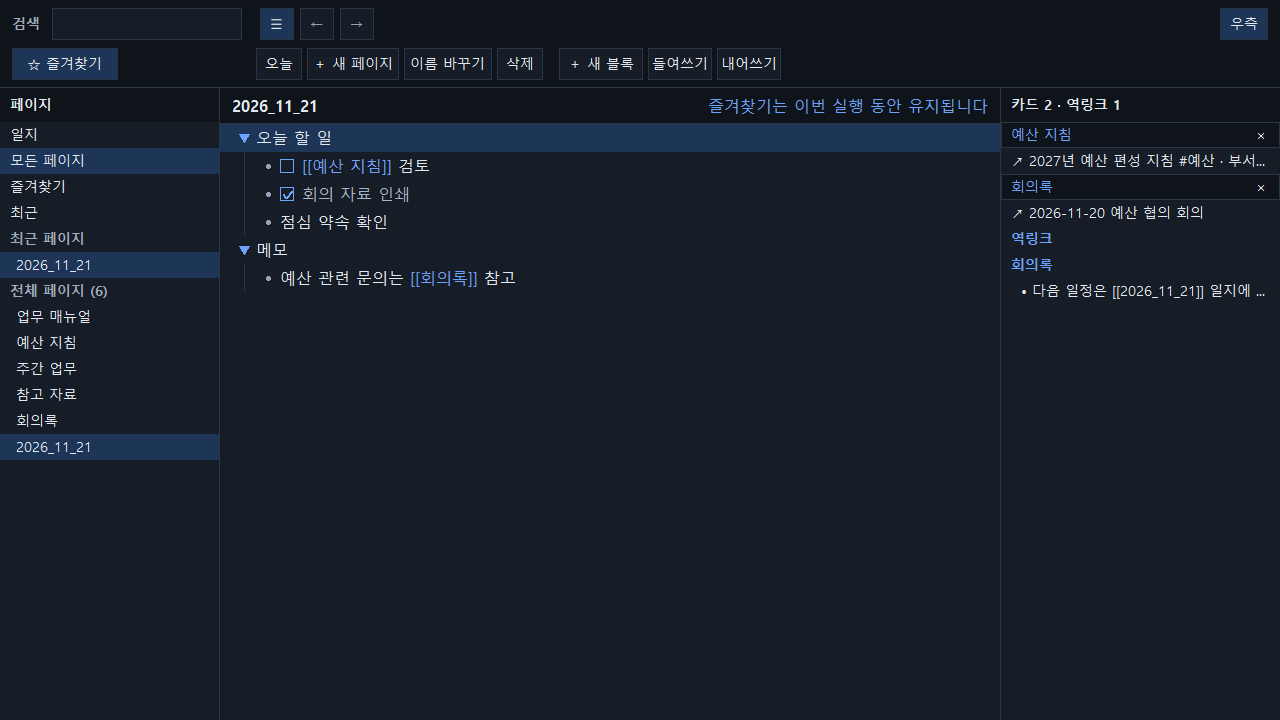 검색 ☰ ← → 우측
☆ 즐겨찾기 오늘 + 새 페이지 이름 바꾸기 삭제 + 새 블록 들여쓰기 내어쓰기
페이지
일지
모든 페이지
즐겨찾기
최근
최근 페이지
2026_11_21
전체 페이지 (6)
업무 매뉴얼
예산 지침
주간 업무
참고 자료
회의록
2026_11_21
2026_11_21 즐겨찾기는 이번 실행 동안 유지됩니다
▼ 오늘 할 일
• ☐ [[예산 지침]] 검토
• ☑ 회의 자료 인쇄
• 점심 약속 확인
▼ 메모
• 예산 관련 문의는 [[회의록]] 참고
카드 2 · 역링크 1
예산 지침 ×
↗ 2027년 예산 편성 지침 #예산 · 부서...
회의록 ×
↗ 2026-11-20 예산 협의 회의
역링크
회의록
• 다음 일정은 [[2026_11_21]] 일지에 ...